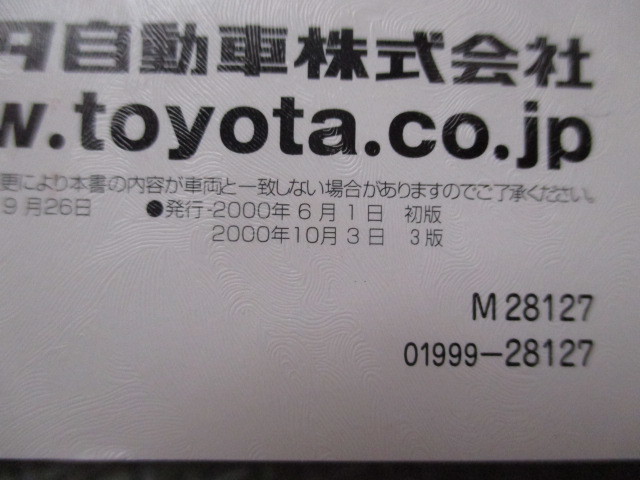 タ自動車株式会社
w.toyota.co.jp
更により本書の内容が車両と一致しない場合がありますのでご了承ください。
9月26日 ●発行-2000年6月1日 初版
2000年10月3日 3版
M 28127
01999-28127